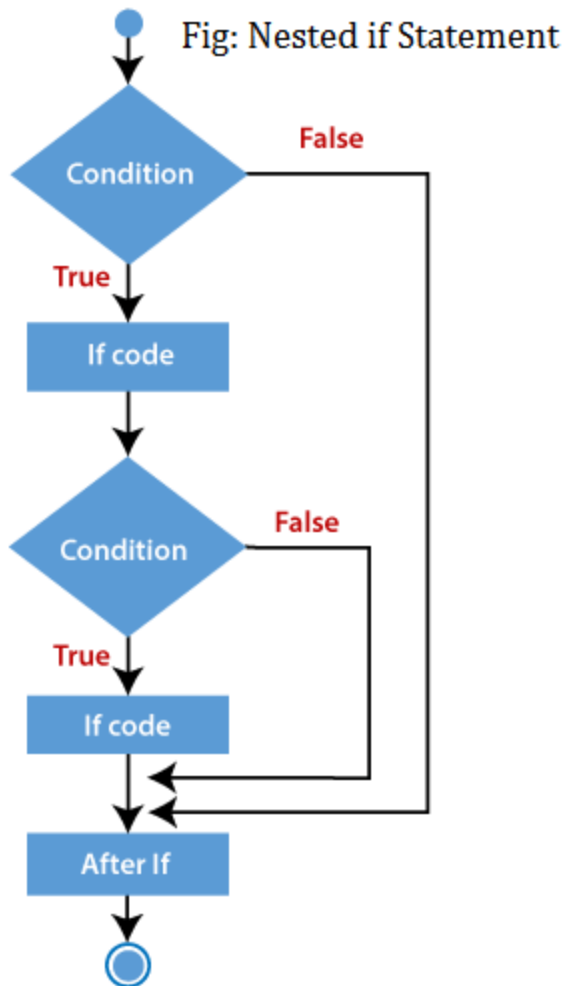 Fig: Nested if Statement
Condition
False
True
If code
Condition
False
True
If code
After If